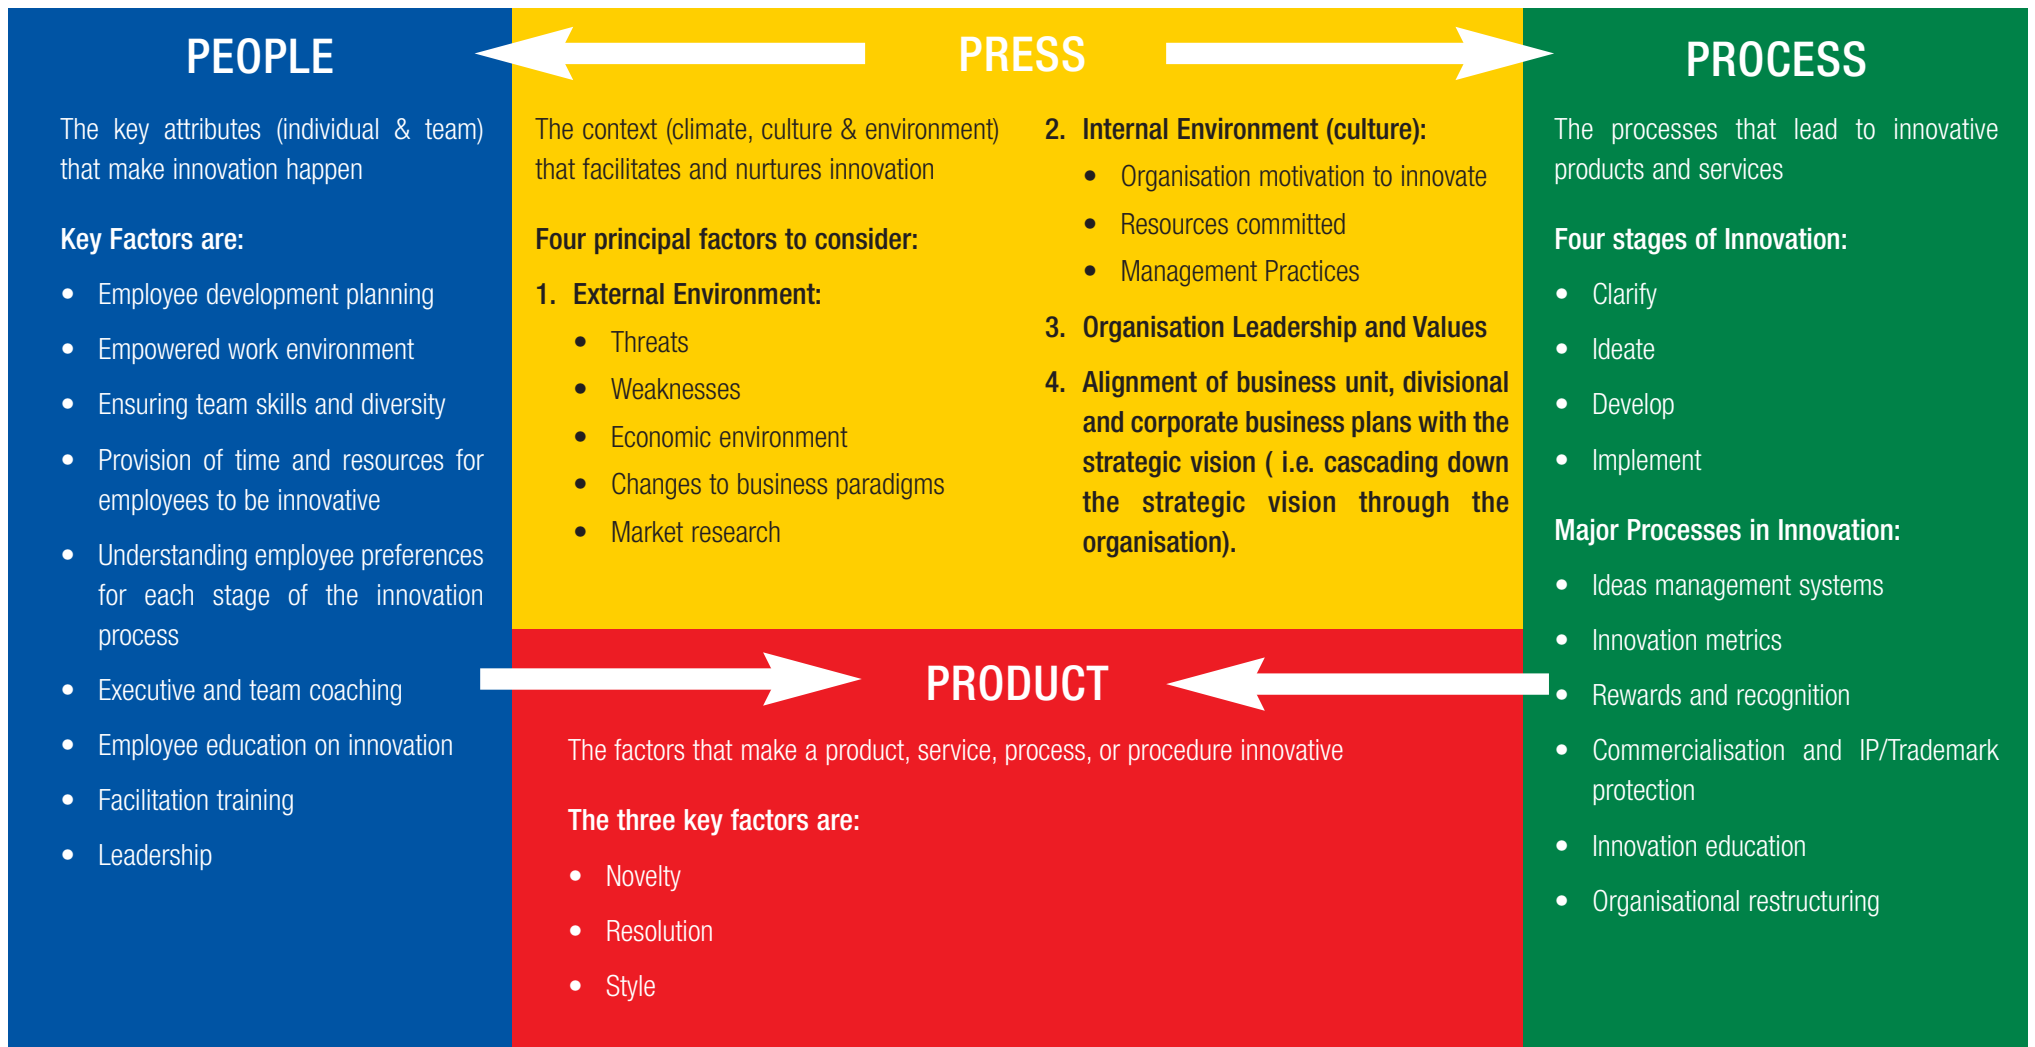 PEOPLE
The key attributes (individual & team)
that make innovation happen
Key Factors are:
• Employee development planning
• Empowered work environment
• Ensuring team skills and diversity
• Provision of time and resources for
employees to be innovative
• Understanding employee preferences
for each stage of the innovation
process
• Executive and team coaching
• Employee education on innovation
• Facilitation training
• Leadership
PRESS
The context (climate, culture & environment)
that facilitates and nurtures innovation
Four principal factors to consider:
1. External Environment:
• Threats
• Weaknesses
• Economic environment
• Changes to business paradigms
• Market research
2. Internal Environment (culture):
• Organisation motivation to innovate
• Resources committed
• Management Practices
3. Organisation Leadership and Values
4. Alignment of business unit, divisional
and corporate business plans with the
strategic vision ( i.e. cascading down
the strategic vision through the
organisation).
PRODUCT
The factors that make a product, service, process, or procedure innovative
The three key factors are:
• Novelty
• Resolution
• Style
PROCESS
The processes that lead to innovative
products and services
Four stages of Innovation:
• Clarify
• Ideate
• Develop
• Implement
Major Processes in Innovation:
• Ideas management systems
• Innovation metrics
• Rewards and recognition
• Commercialisation and IP/Trademark
protection
• Innovation education
• Organisational restructuring